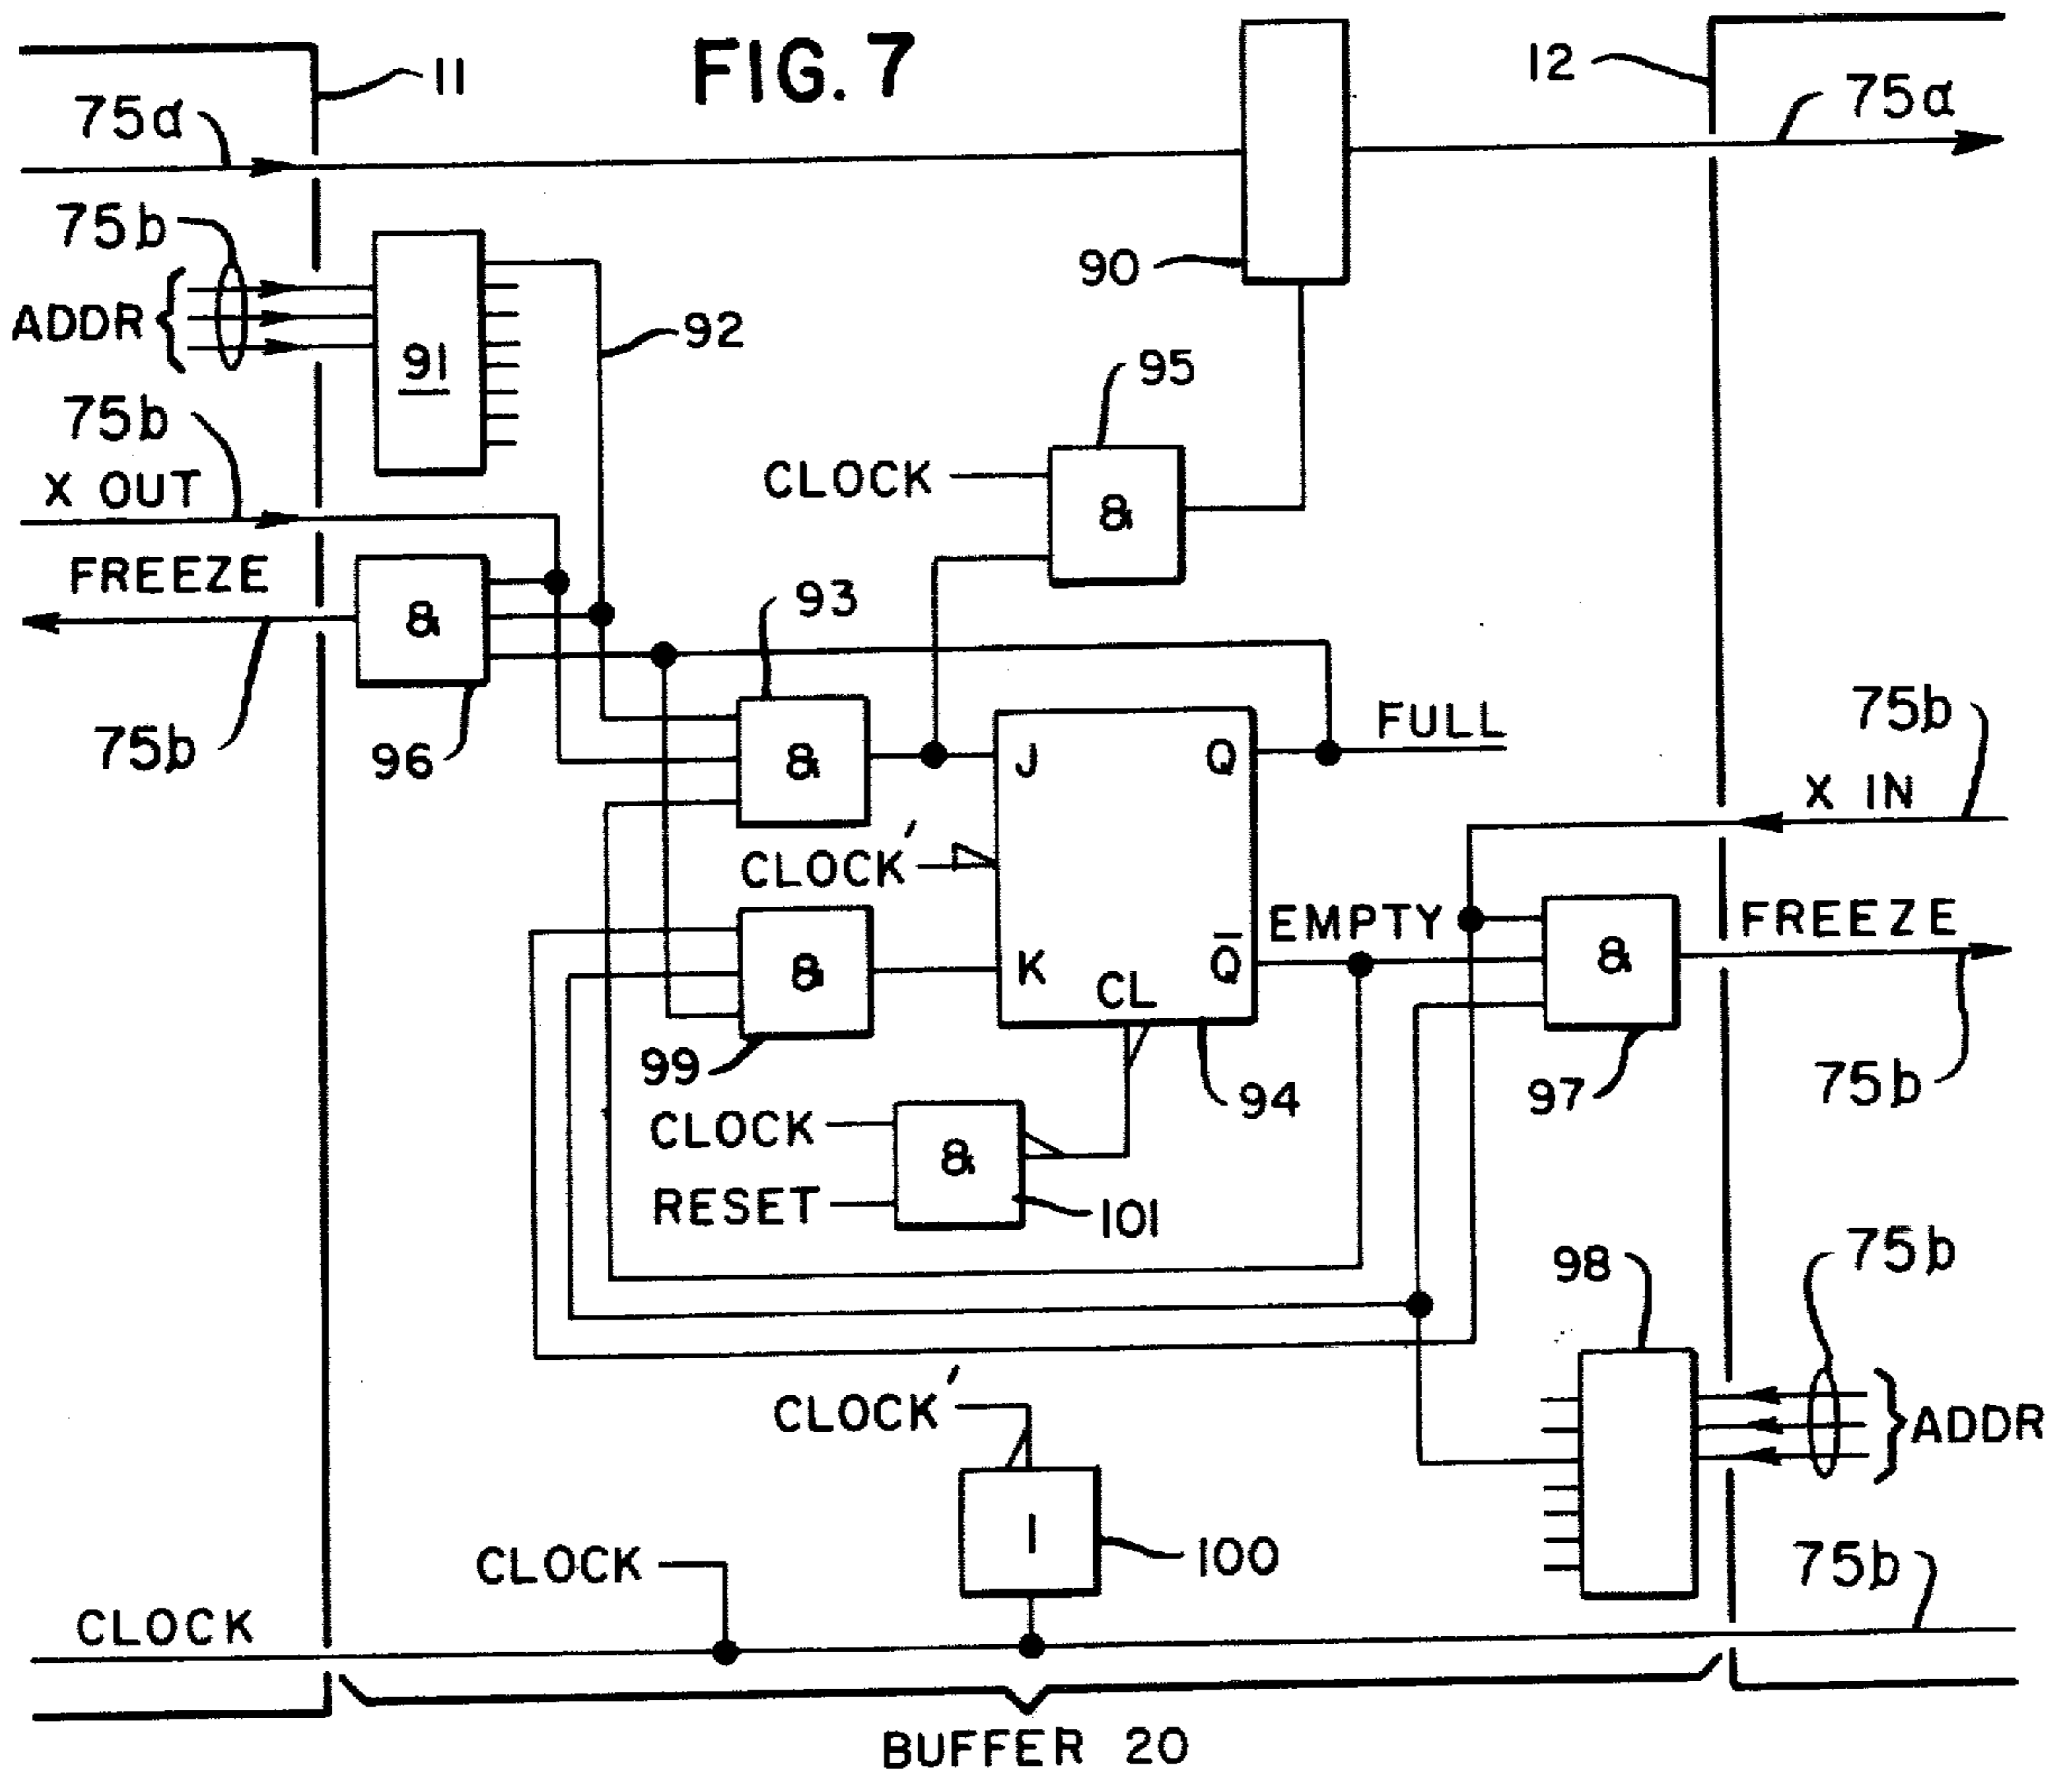 FIG. 7
11
12
75a
75a
75b
ADDR {
91
92
90
75b
X OUT
95
CLOCK
&
FREEZE
&
93
75b
96
&
J
Q
FULL
75b
X IN
CLOCK′
EMPTY
&
FREEZE
&
K
CL
Q̅
99
94
97
75b
CLOCK
&
RESET
101
98
75b
CLOCK′
} ADDR
1
100
CLOCK
75b
CLOCK
BUFFER 20